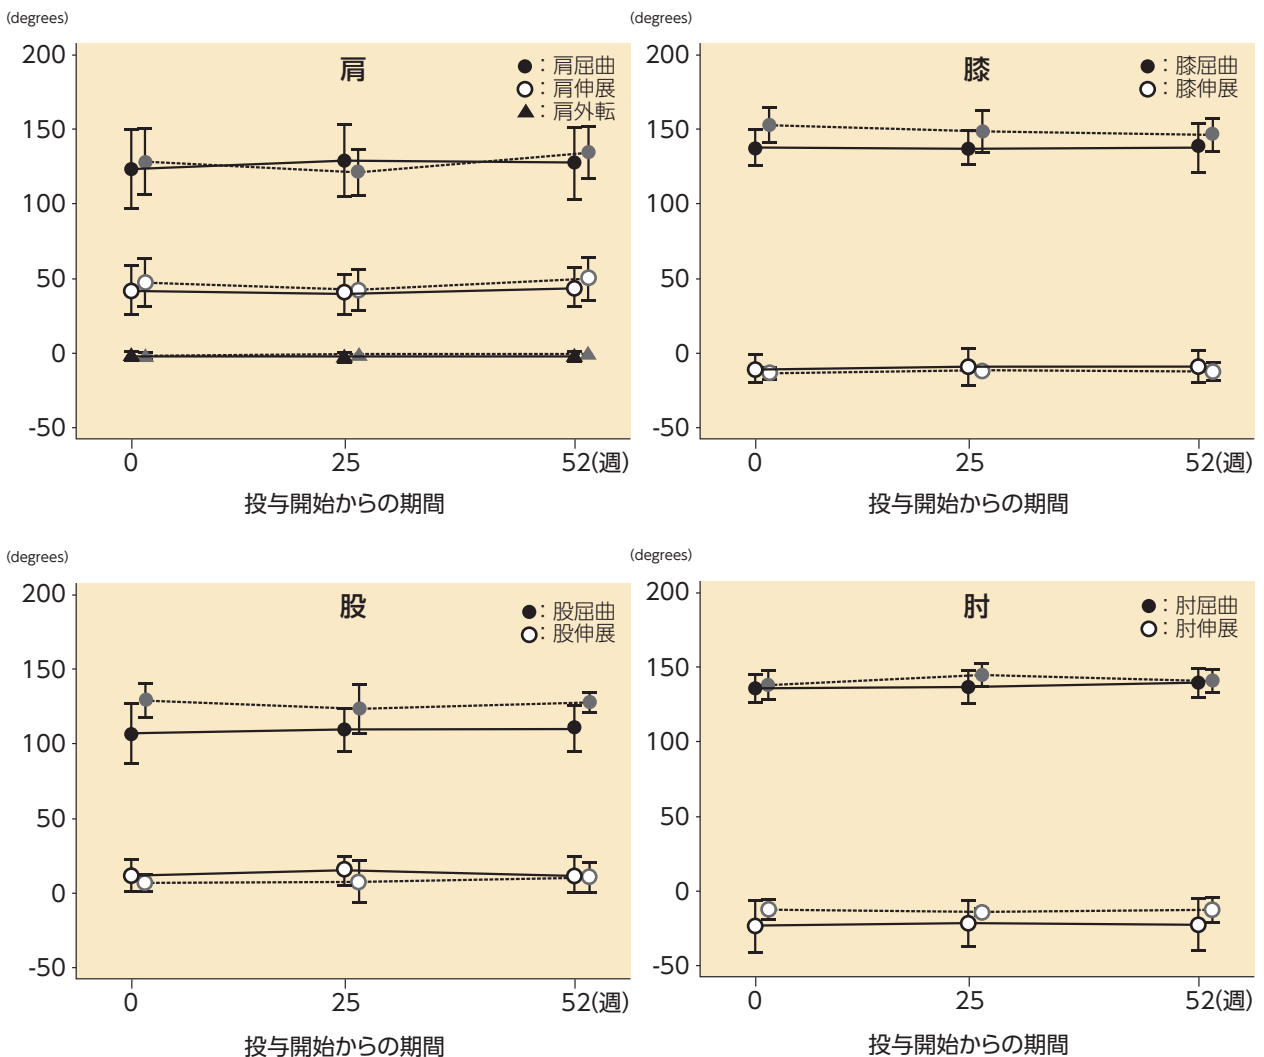 (degrees)
肩
●：肩屈曲
○：肩伸展
▲：肩外転
200
150
100
50
0
-50
0
25
52(週)
投与開始からの期間
(degrees)
膝
●：膝屈曲
○：膝伸展
200
150
100
50
0
-50
0
25
52(週)
投与開始からの期間
(degrees)
股
●：股屈曲
○：股伸展
200
150
100
50
0
-50
0
25
52(週)
投与開始からの期間
(degrees)
肘
●：肘屈曲
○：肘伸展
200
150
100
50
0
-50
0
25
52(週)
投与開始からの期間